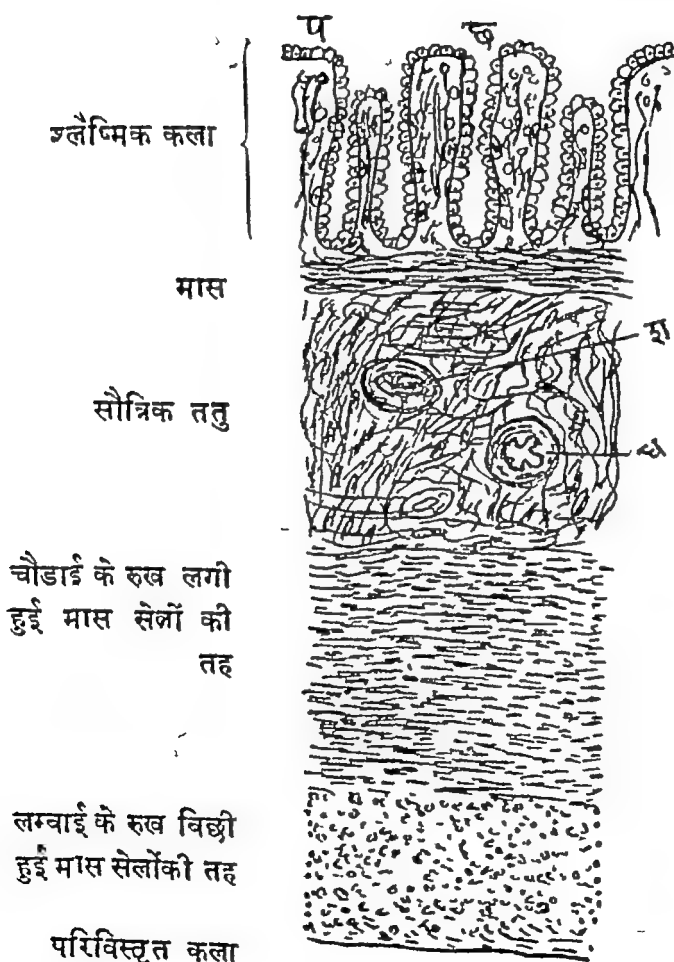 प
छ
श्लैष्मिक कला
मास
श
सौत्रिक ततु
ध
चौडाई के रुख लगी
हुई मास सेलों की
तह
लम्वाई के रुख विछी
हुई मास सेलोंकी तह
परिविस्तृत कला